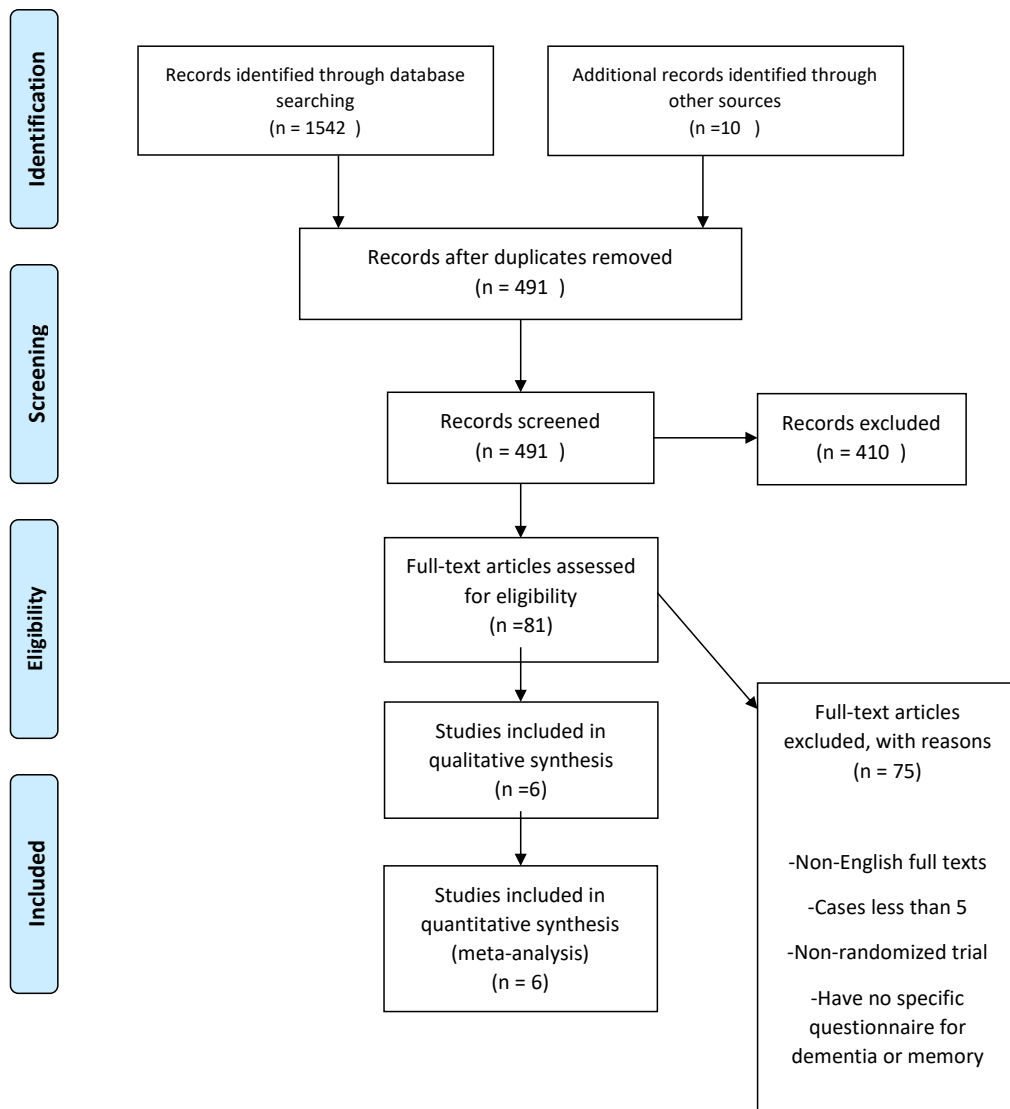 Identification
Records identified through database
searching
(n = 1542  )
Additional records identified through
other sources
(n =10   )
Records after duplicates removed
(n = 491  )
Screening
Records screened
(n = 491  )
Records excluded
(n = 410  )
Eligibility
Full-text articles assessed
for eligibility
(n =81)
Full-text articles
excluded, with reasons
(n = 75)
-Non-English full texts
-Cases less than 5
-Non-randomized trial
-Have no specific
questionnaire for
dementia or memory
Studies included in
qualitative synthesis
(n =6)
Included
Studies included in
quantitative synthesis
(meta-analysis)
(n = 6)